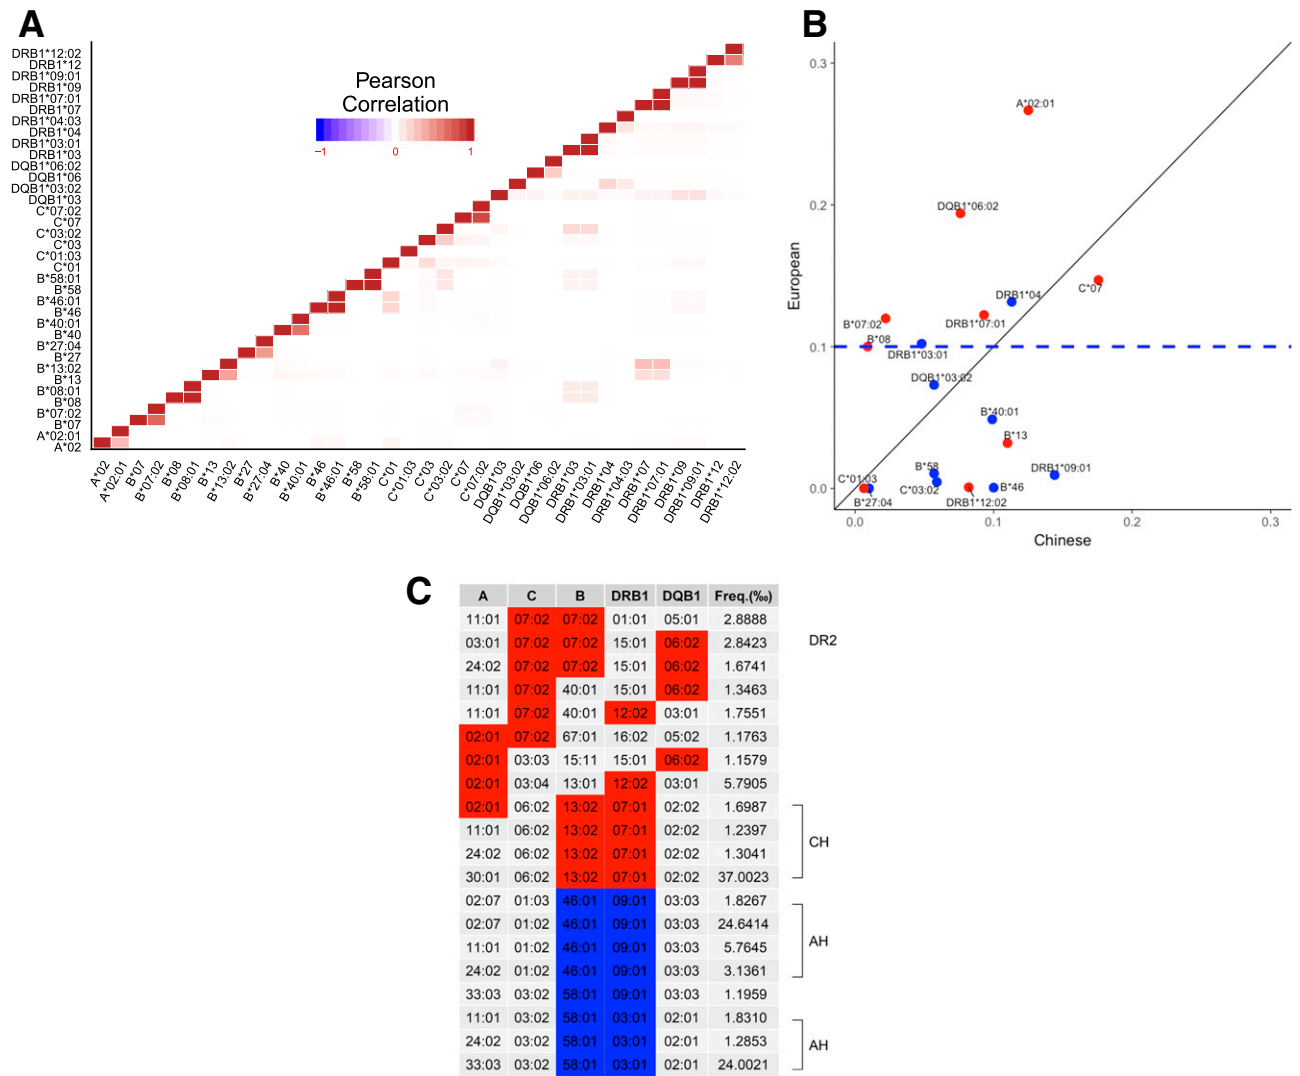 A
DRB1*12:02
DRB1*12
DRB1*09:01
DRB1*09
DRB1*07:01
DRB1*07
DRB1*04:03
DRB1*04
DRB1*03:01
DRB1*03
DQB1*06:02
DQB1*06
DQB1*03:02
DQB1*03
C*07:02
C*07
C*03:02
C*03
C*01:03
C*01
B*58:01
B*58
B*46:01
B*46
B*40:01
B*40
B*27:04
B*27
B*13:02
B*13
B*08:01
B*08
B*07:02
B*07
A*02:01
A*02
Pearson
Correlation
−1 0 1
A*02
A*02:01
B*07
B*07:02
B*08
B*08:01
B*13
B*13:02
B*27
B*27:04
B*40
B*40:01
B*46
B*46:01
B*58
B*58:01
C*01
C*01:03
C*03
C*03:02
C*07
C*07:02
DQB1*03
DQB1*03:02
DQB1*06
DQB1*06:02
DRB1*03
DRB1*03:01
DRB1*04
DRB1*04:03
DRB1*07
DRB1*07:01
DRB1*09
DRB1*09:01
DRB1*12
DRB1*12:02
B
European
0.3
0.2
0.1
0.0
A*02:01
DQB1*06:02
C*07
DRB1*04
B*07:02
DRB1*07:01
B*08
DRB1*03:01
DQB1*03:02
B*40:01
B*13
B*58
DRB1*09:01
C*01:03
C*03:02
B*46
B*27:04
DRB1*12:02
0.0 0.1 0.2 0.3
Chinese
C
A C B DRB1 DQB1 Freq.(‰)
11:01 07:02 07:02 01:01 05:01 2.8888
03:01 07:02 07:02 15:01 06:02 2.8423 DR2
24:02 07:02 07:02 15:01 06:02 1.6741
11:01 07:02 40:01 15:01 06:02 1.3463
11:01 07:02 40:01 12:02 03:01 1.7551
02:01 07:02 67:01 16:02 05:02 1.1763
02:01 03:03 15:11 15:01 06:02 1.1579
02:01 03:04 13:01 12:02 03:01 5.7905
02:01 06:02 13:02 07:01 02:02 1.6987
11:01 06:02 13:02 07:01 02:02 1.2397 CH
24:02 06:02 13:02 07:01 02:02 1.3041
30:01 06:02 13:02 07:01 02:02 37.0023
02:07 01:03 46:01 09:01 03:03 1.8267
02:07 01:02 46:01 09:01 03:03 24.6414
11:01 01:02 46:01 09:01 03:03 5.7645 AH
24:02 01:02 46:01 09:01 03:03 3.1361
33:03 03:02 58:01 09:01 03:03 1.1959
11:01 03:02 58:01 03:01 02:01 1.8310
24:02 03:02 58:01 03:01 02:01 1.2853 AH
33:03 03:02 58:01 03:01 02:01 24.0021